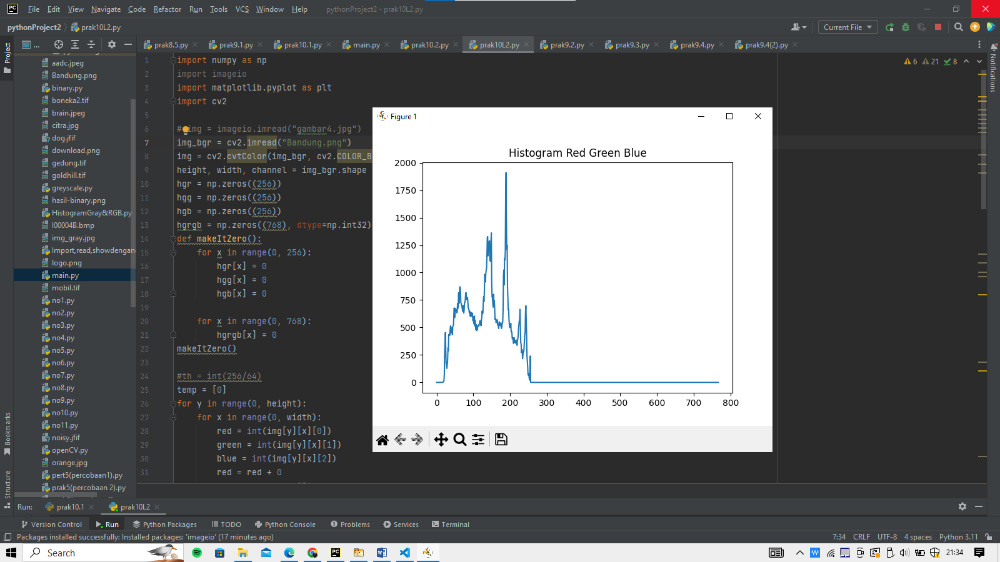 File Edit View Navigate Code Refactor Run Tools VCS Window Help pythonProject2 - prak10L2.py
pythonProject2 prak10L2.py Current File
Project ... prak8.5.py prak9.1.py prak10.1.py main.py prak10.2.py prak10L2.py prak9.2.py prak9.3.py prak9.4.py prak9.4(2).py
aadc.jpeg
Bandung.png
binary.py
boneka2.tif
brain.jpeg
citra.jpg
dog.jfif
download.png
gedung.tif
goldhill.tif
greyscale.py
hasil-binary.png
HistogramGray&RGB.py
I00004B.bmp
img_gray.jpg
Import,read,showdengan
logo.png
main.py
mobil.tif
no1.py
no2.py
no3.py
no4.py
no5.py
no6.py
no7.py
no8.py
no9.py
no10.py
no11.py
noisy.jfif
openCV.py
orange.jpg
pert5(percobaan1).py
prak5(percobaan 2).py
Bookmarks
Structure
1 import numpy as np
2 import imageio
3 import matplotlib.pyplot as plt
4 import cv2
5
6 # img = imageio.imread("gambar4.jpg")
7 img_bgr = cv2.imread("Bandung.png")
8 img = cv2.cvtColor(img_bgr, cv2.COLOR_B
9 height, width, channel = img_bgr.shape
10 hgr = np.zeros((256))
11 hgg = np.zeros((256))
12 hgb = np.zeros((256))
13 hgrgb = np.zeros((768), dtype=np.int32)
14 def makeItZero():
15 for x in range(0, 256):
16 hgr[x] = 0
17 hgg[x] = 0
18 hgb[x] = 0
19
20 for x in range(0, 768):
21 hgrgb[x] = 0
22 makeItZero()
23
24 #th = int(256/64)
25 temp = [0]
26 for y in range(0, height):
27 for x in range(0, width):
28 red = int(img[y][x][0])
29 green = int(img[y][x][1])
30 blue = int(img[y][x][2])
31 red = red + 0
6 21 8
Notifications
Figure 1
Histogram Red Green Blue
2000
1750
1500
1250
1000
750
500
250
0
0 100 200 300 400 500 600 700 800
Run: prak10.1 prak10L2
Version Control Run Python Packages TODO Python Console Problems Services Terminal
Packages installed successfully: Installed packages: 'imageio' (17 minutes ago) 7:34 CRLF UTF-8 4 spaces Python 3.11
Search 21:34